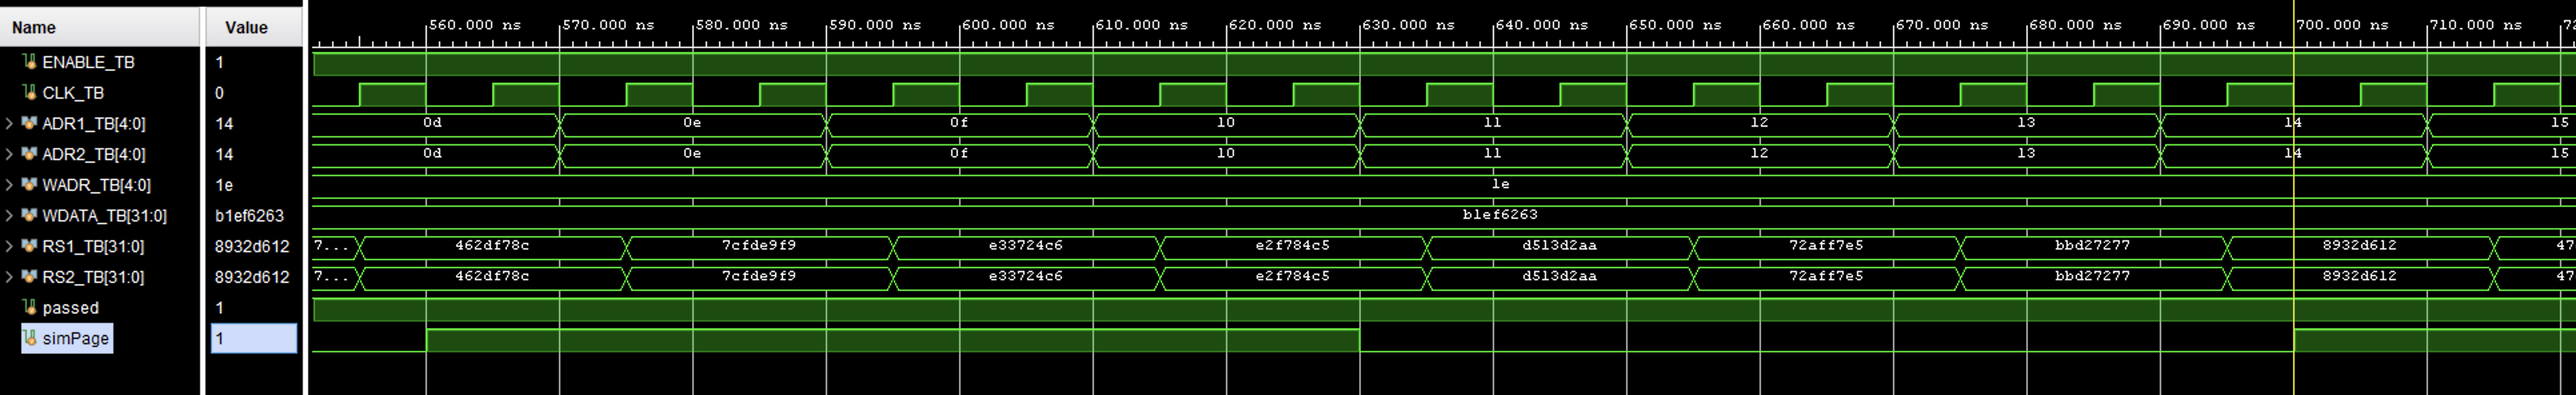 Name Value 560.000 ns 570.000 ns 580.000 ns 590.000 ns 600.000 ns 610.000 ns 620.000 ns 630.000 ns 640.000 ns 650.000 ns 660.000 ns 670.000 ns 680.000 ns 690.000 ns 700.000 ns 710.000 ns 72
ENABLE_TB 1
CLK_TB 0
ADR1_TB[4:0] 14 0d 0e 0f 10 11 12 13 14 15
ADR2_TB[4:0] 14 0d 0e 0f 10 11 12 13 14 15
WADR_TB[4:0] 1e 1e
WDATA_TB[31:0] b1ef6263 b1ef6263
RS1_TB[31:0] 8932d612 7... 462df78c 7cfde9f9 e33724c6 e2f784c5 d513d2aa 72aff7e5 bbd27277 8932d612 47
RS2_TB[31:0] 8932d612 7... 462df78c 7cfde9f9 e33724c6 e2f784c5 d513d2aa 72aff7e5 bbd27277 8932d612 47
passed 1
simPage 1